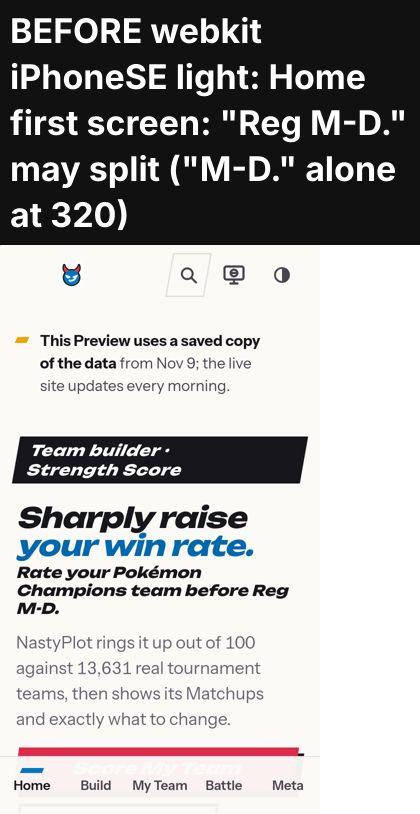 BEFORE webkit
iPhoneSE light: Home
first screen: "Reg M-D."
may split ("M-D." alone
at 320)
This Preview uses a saved copy
of the data from Nov 9; the live
site updates every morning.
Team builder ·
Strength Score
Sharply raise
your win rate.
Rate your Pokémon
Champions team before Reg
M-D.
NastyPlot rings it up out of 100
against 13,631 real tournament
teams, then shows its Matchups
and exactly what to change.
Score My Team
Home Build My Team Battle Meta